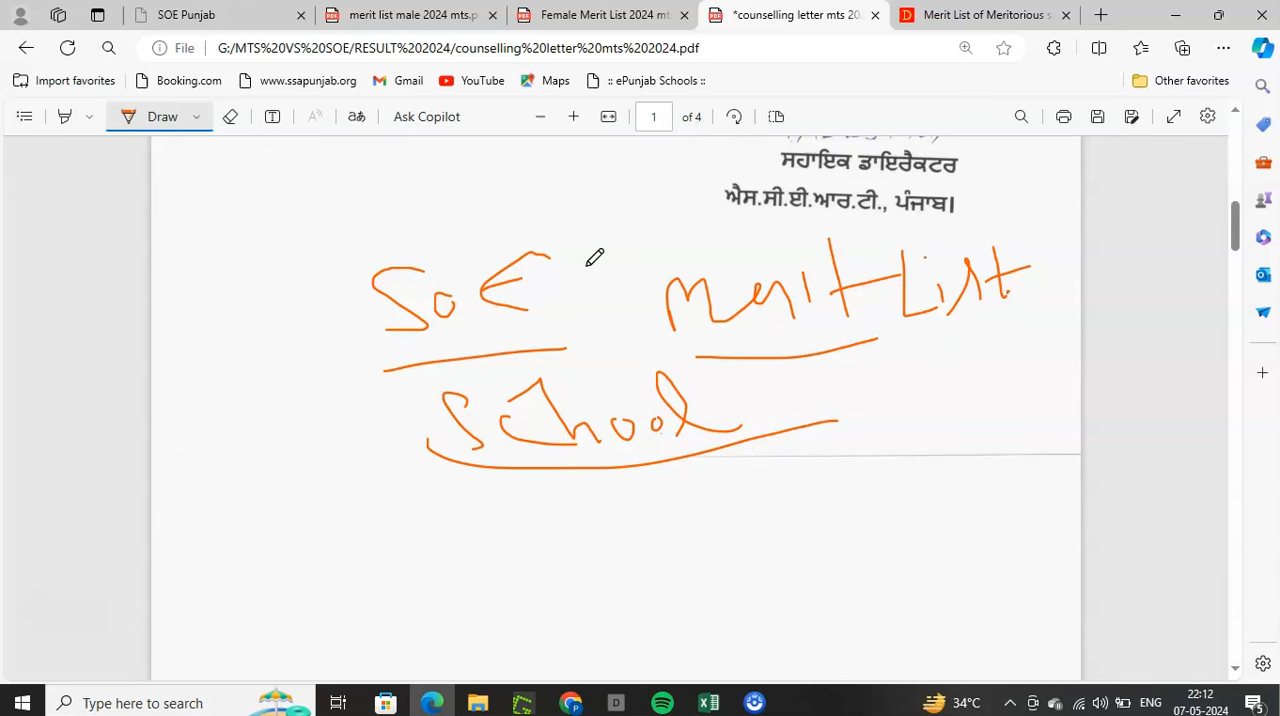 SOE Punjab
merit list male 2024 mts.p
Female Merit List 2024 mt
*counselling letter mts 20
Merit List of Meritorious s
File G:/MTS%20VS%20SOE/RESULT%202024/counselling%20letter%20mts%202024.pdf
Import favorites Booking.com www.ssapunjab.org Gmail YouTube Maps :: ePunjab Schools :: Other favorites
Draw aあ Ask Copilot 1 of 4
ਸਹਾਇਕ ਡਾਇਰੈਕਟਰ
ਐਸ.ਸੀ.ਈ.ਆਰ.ਟੀ., ਪੰਜਾਬ।
SoE Merit List
School
Type here to search
34°C ENG 22:12
07-05-2024 5